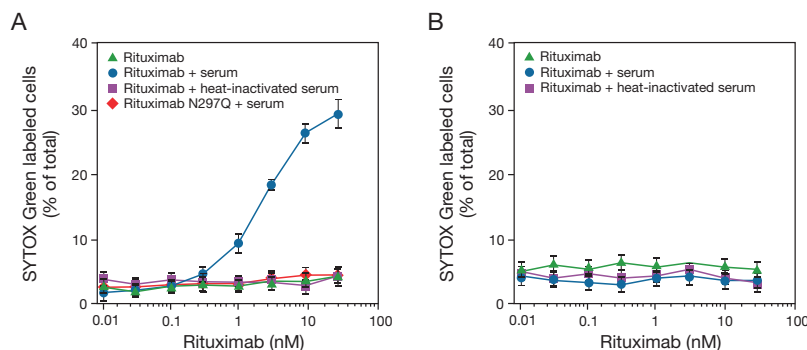 A
SYTOX Green labeled cells
(% of total)
40
30
20
10
0
Rituximab
Rituximab + serum
Rituximab + heat-inactivated serum
Rituximab N297Q + serum
0.01
0.1
1
10
100
Rituximab (nM)
B
SYTOX Green labeled cells
(% of total)
40
30
20
10
0
Rituximab
Rituximab + serum
Rituximab + heat-inactivated serum
0.01
0.1
1
10
100
Rituximab (nM)